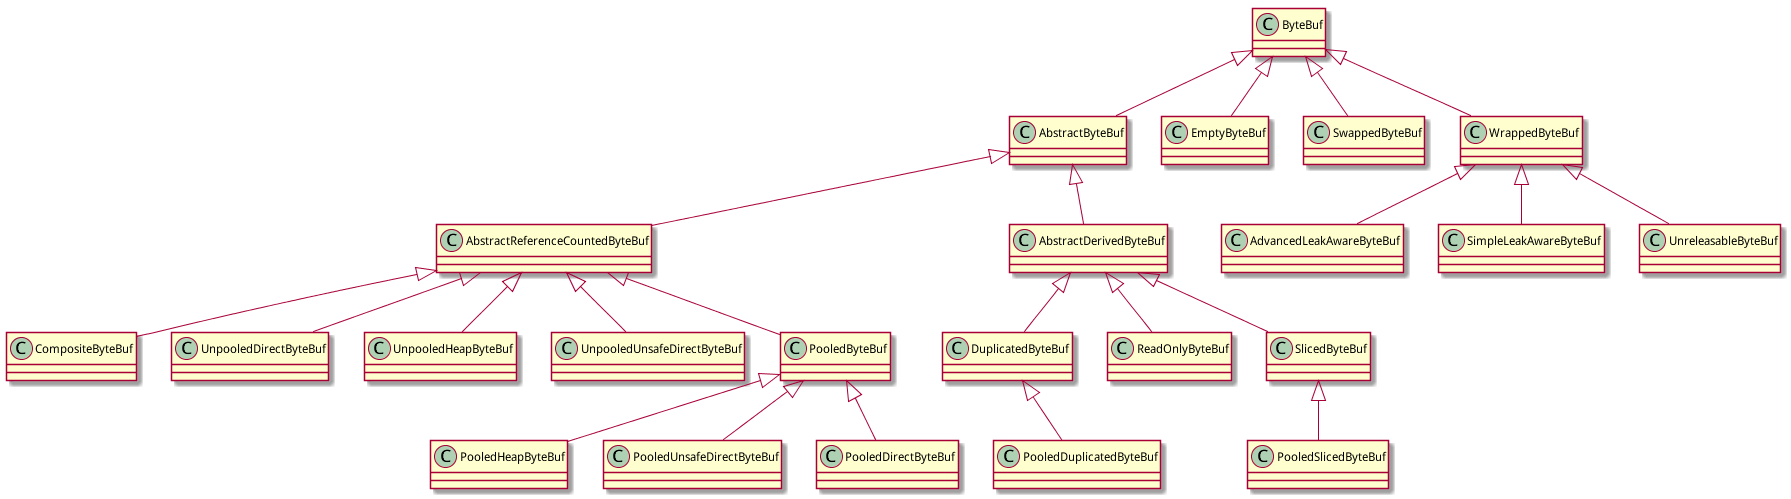 C ByteBuf
C AbstractByteBuf
C EmptyByteBuf
C SwappedByteBuf
C WrappedByteBuf
C AbstractReferenceCountedByteBuf
C AbstractDerivedByteBuf
C AdvancedLeakAwareByteBuf
C SimpleLeakAwareByteBuf
C UnreleasableByteBuf
C CompositeByteBuf
C UnpooledDirectByteBuf
C UnpooledHeapByteBuf
C UnpooledUnsafeDirectByteBuf
C PooledByteBuf
C DuplicatedByteBuf
C ReadOnlyByteBuf
C SlicedByteBuf
C PooledHeapByteBuf
C PooledUnsafeDirectByteBuf
C PooledDirectByteBuf
C PooledDuplicatedByteBuf
C PooledSlicedByteBuf